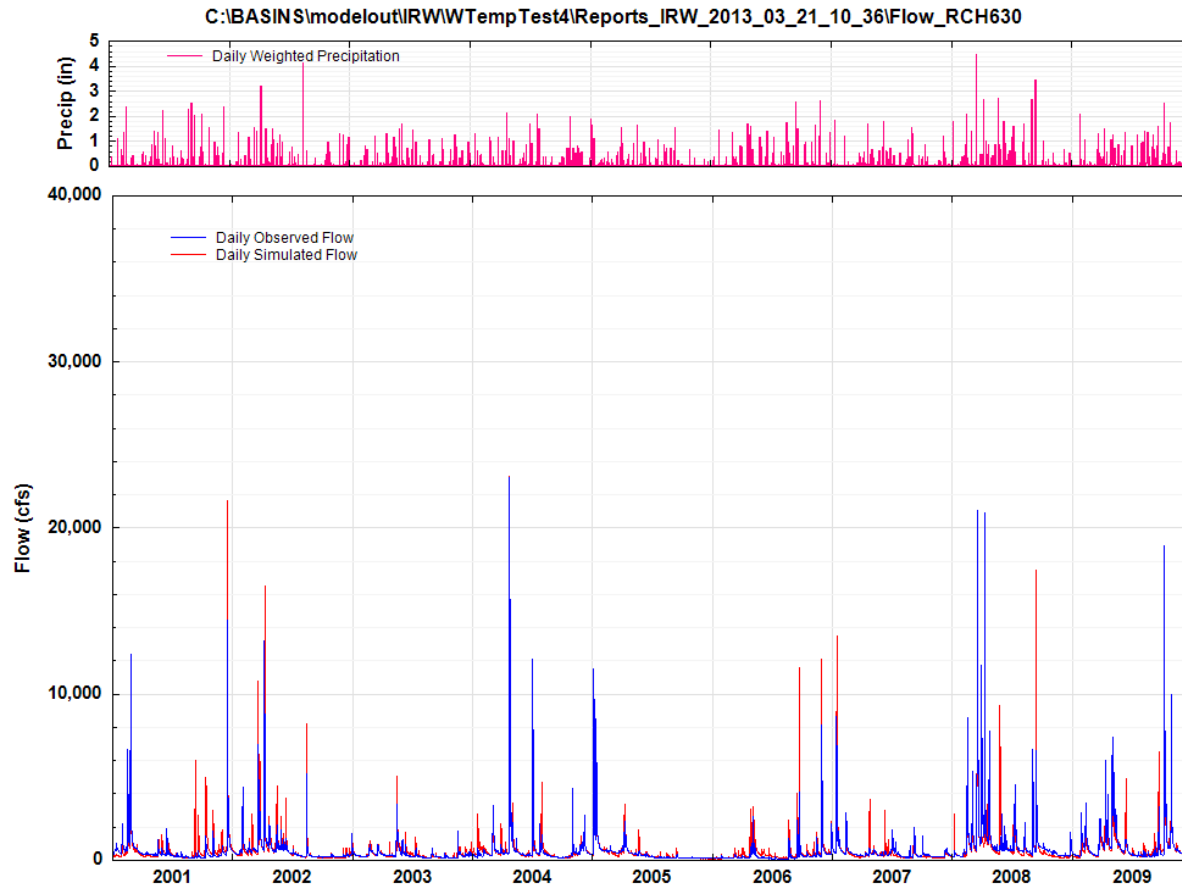 C:\BASINS\modelout\IRW\WTempTest4\Reports_IRW_2013_03_21_10_36\Flow_RCH630
5
4
3
2
1
0
Precip (in)
Daily Weighted Precipitation
40,000
30,000
20,000
10,000
0
Flow (cfs)
Daily Observed Flow
Daily Simulated Flow
2001 2002 2003 2004 2005 2006 2007 2008 2009